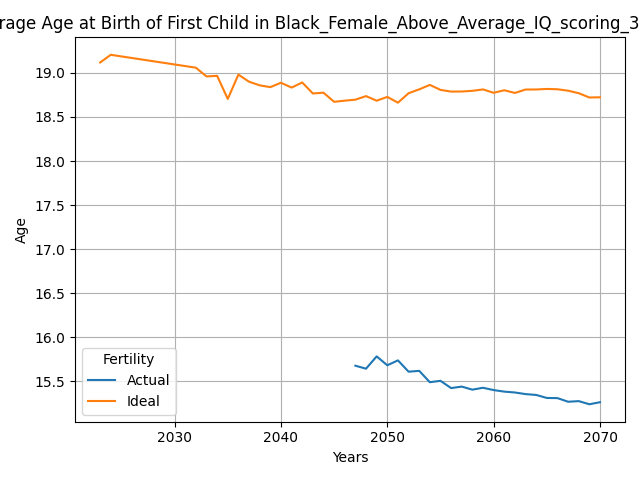 rage Age at Birth of First Child in Black_Female_Above_Average_IQ_scoring_3
Age
19.0
18.5
18.0
17.5
17.0
16.5
16.0
15.5
Fertility
Actual
Ideal
2030 2040 2050 2060 2070
Years